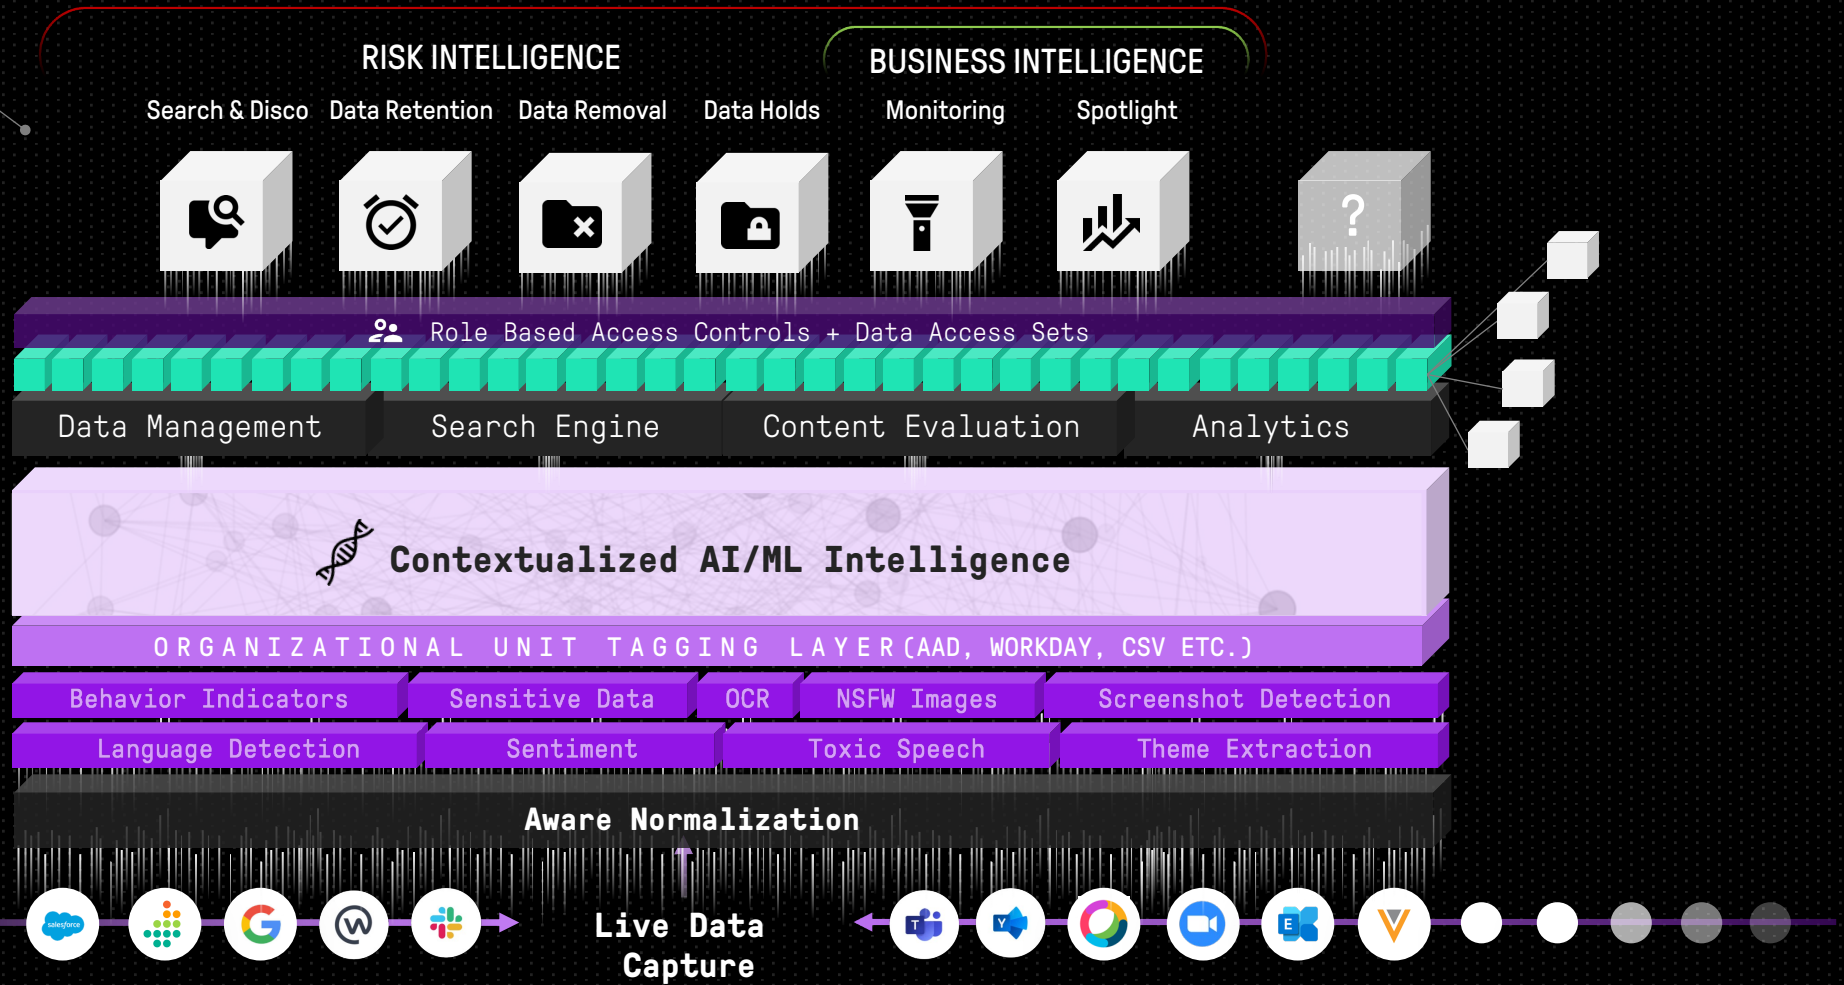 RISK INTELLIGENCE
BUSINESS INTELLIGENCE
Search & Disco
Data Retention
Data Removal
Data Holds
Monitoring
Spotlight
?
Role Based Access Controls + Data Access Sets
Data Management
Search Engine
Content Evaluation
Analytics
Contextualized AI/ML Intelligence
ORGANIZATIONAL UNIT TAGGING LAYER(AAD, WORKDAY, CSV ETC.)
Behavior Indicators
Sensitive Data
OCR
NSFW Images
Screenshot Detection
Language Detection
Sentiment
Toxic Speech
Theme Extraction
Aware Normalization
salesforce
Live Data
Capture
T
Y
E